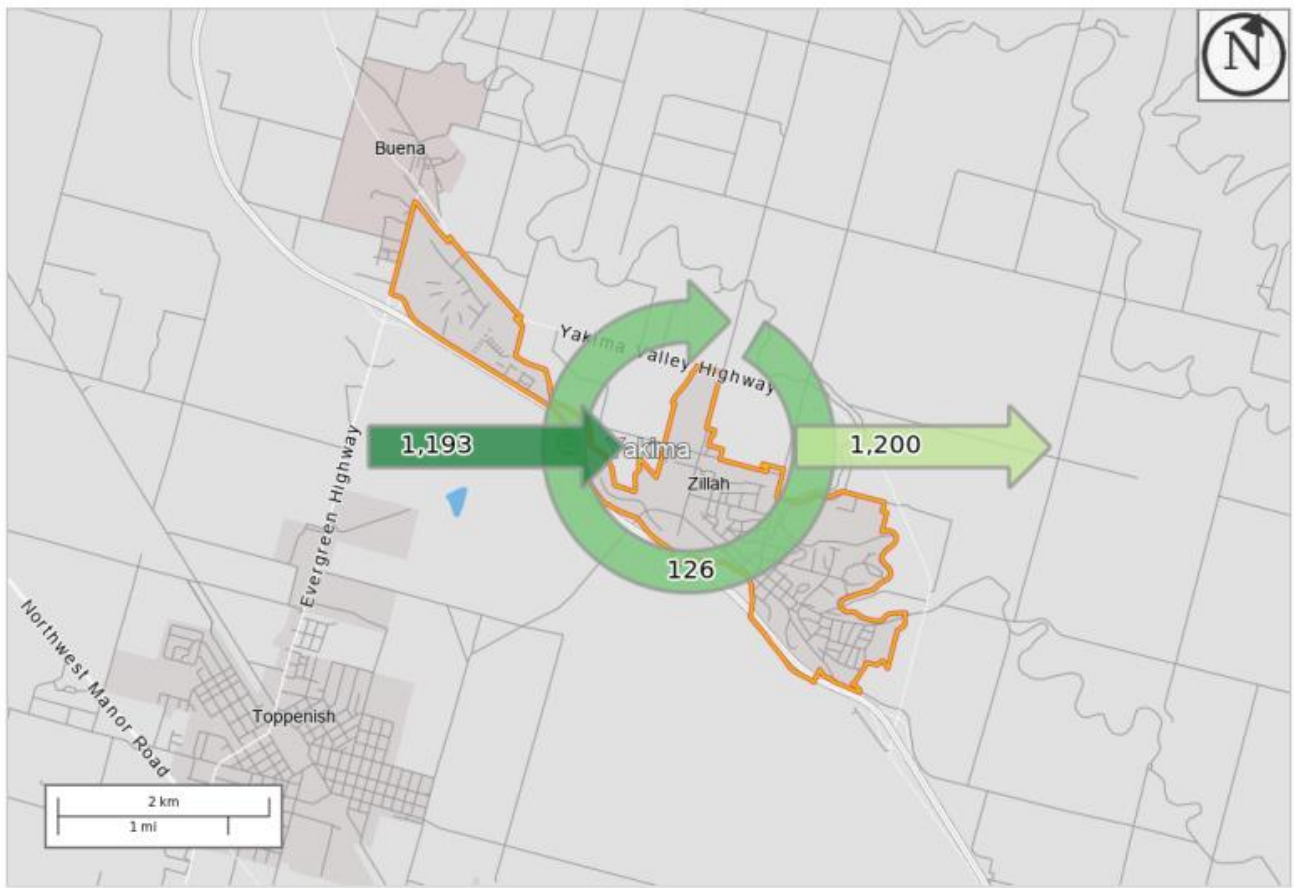 N
Buena
Yakima Valley Highway
1,193
Yakima
1,200
Zillah
Evergreen Highway
126
Northwest Manor Road
Toppenish
2 km
1 mi